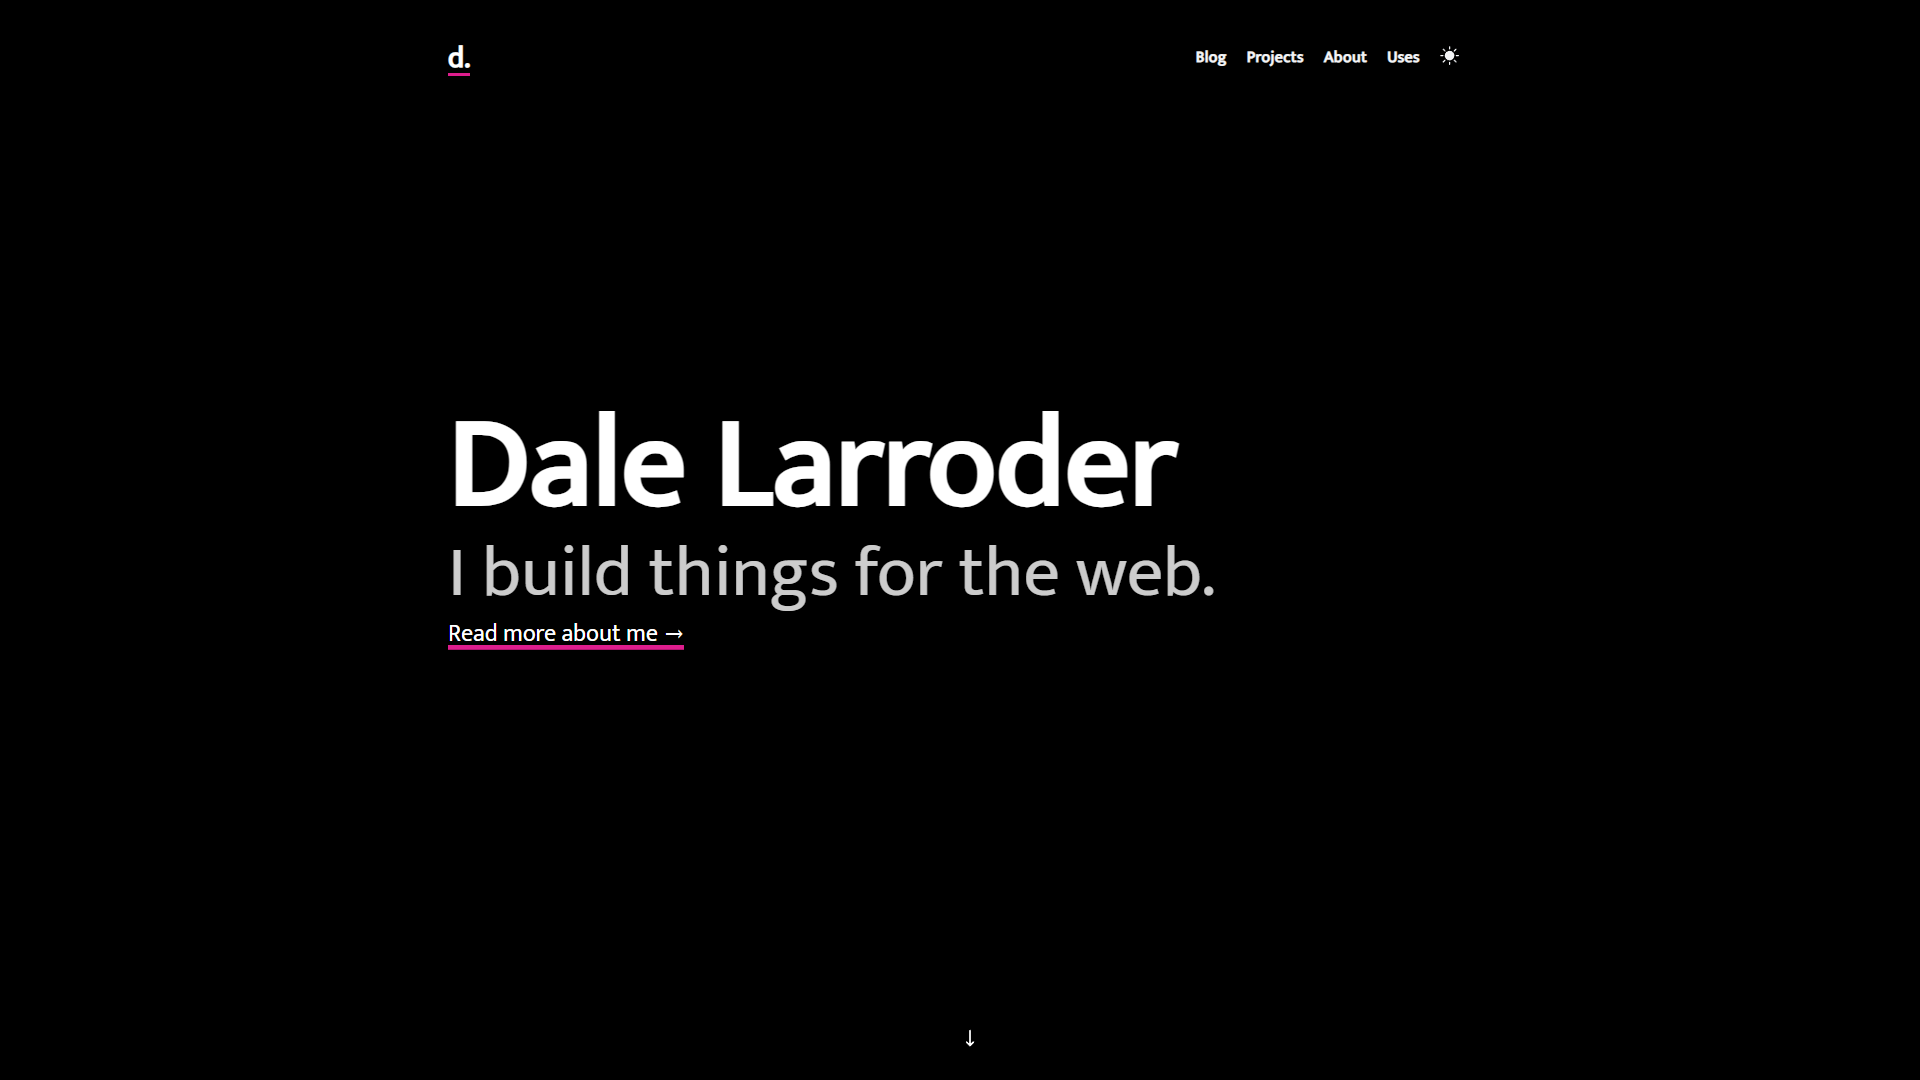 d.
Blog Projects About Uses
Dale Larroder
I build things for the web.
Read more about me →
↓